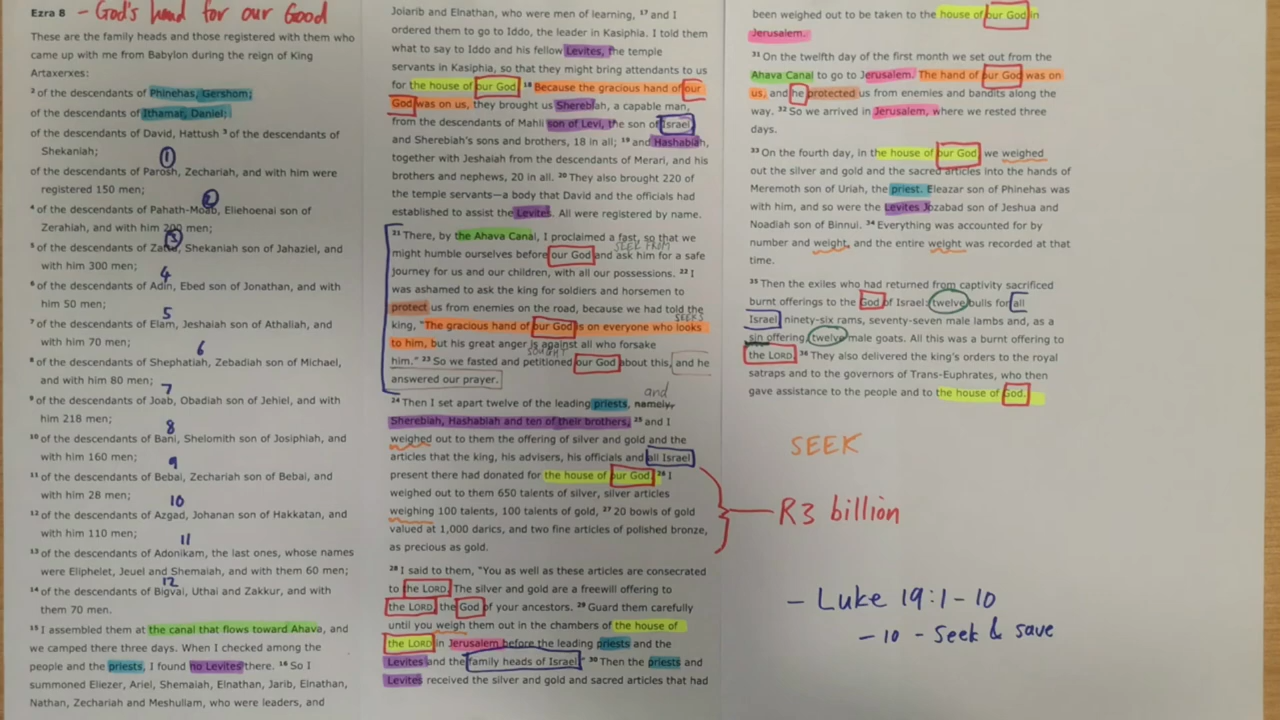 Ezra 8 – God's hand for our Good
These are the family heads and those registered with them who
came up with me from Babylon during the reign of King
Artaxerxes:
2 of the descendants of Phinehas, Gershom;
of the descendants of Ithamar, Daniel;
of the descendants of David, Hattush 3 of the descendants of
Shekaniah;
1
of the descendants of Parosh, Zechariah, and with him were
registered 150 men;
2
4 of the descendants of Pahath-Moab, Eliehoenai son of
Zerahiah, and with him 200 men;
3
5 of the descendants of Zattu, Shekaniah son of Jahaziel, and
with him 300 men;
4
6 of the descendants of Adin, Ebed son of Jonathan, and with
him 50 men;
5
7 of the descendants of Elam, Jeshaiah son of Athaliah, and
with him 70 men;
6
8 of the descendants of Shephatiah, Zebadiah son of Michael,
and with him 80 men;
7
9 of the descendants of Joab, Obadiah son of Jehiel, and with
him 218 men;
8
10 of the descendants of Bani, Shelomith son of Josiphiah, and
with him 160 men;
9
11 of the descendants of Bebai, Zechariah son of Bebai, and
with him 28 men;
10
12 of the descendants of Azgad, Johanan son of Hakkatan, and
with him 110 men;
11
13 of the descendants of Adonikam, the last ones, whose names
were Eliphelet, Jeuel and Shemaiah, and with them 60 men;
12
14 of the descendants of Bigvai, Uthai and Zakkur, and with
them 70 men.
15 I assembled them at the canal that flows toward Ahava, and
we camped there three days. When I checked among the
people and the priests, I found no Levites there. 16 So I
summoned Eliezer, Ariel, Shemaiah, Elnathan, Jarib, Elnathan,
Nathan, Zechariah and Meshullam, who were leaders, and
Joiarib and Elnathan, who were men of learning, 17 and I
ordered them to go to Iddo, the leader in Kasiphia. I told them
what to say to Iddo and his fellow Levites, the temple
servants in Kasiphia, so that they might bring attendants to us
for the house of our God. 18 Because the gracious hand of our
God was on us, they brought us Sherebiah, a capable man,
from the descendants of Mahli son of Levi, the son of Israel,
and Sherebiah's sons and brothers, 18 in all; 19 and Hashabiah,
together with Jeshaiah from the descendants of Merari, and his
brothers and nephews, 20 in all. 20 They also brought 220 of
the temple servants—a body that David and the officials had
established to assist the Levites. All were registered by name.
21 There, by the Ahava Canal, I proclaimed a fast, so that we
SEEK FROM
might humble ourselves before our God and ask him for a safe
journey for us and our children, with all our possessions. 22 I
was ashamed to ask the king for soldiers and horsemen to
protect us from enemies on the road, because we had told the
SEEKS
king, "The gracious hand of our God is on everyone who looks
to him, but his great anger is against all who forsake
SOUGHT
him." 23 So we fasted and petitioned our God about this, and he
answered our prayer.
and
24 Then I set apart twelve of the leading priests, namely,
Sherebiah, Hashabiah and ten of their brothers, 25 and I
weighed out to them the offering of silver and gold and the
articles that the king, his advisers, his officials and all Israel
present there had donated for the house of our God. 26 I
weighed out to them 650 talents of silver, silver articles
weighing 100 talents, 100 talents of gold, 27 20 bowls of gold
valued at 1,000 darics, and two fine articles of polished bronze,
as precious as gold.
28 I said to them, "You as well as these articles are consecrated
to the LORD. The silver and gold are a freewill offering to
the LORD, the God of your ancestors. 29 Guard them carefully
until you weigh them out in the chambers of the house of
the LORD in Jerusalem before the leading priests and the
Levites and the family heads of Israel." 30 Then the priests and
Levites received the silver and gold and sacred articles that had
been weighed out to be taken to the house of our God in
Jerusalem.
31 On the twelfth day of the first month we set out from the
Ahava Canal to go to Jerusalem. The hand of our God was on
us, and he protected us from enemies and bandits along the
way. 32 So we arrived in Jerusalem, where we rested three
days.
33 On the fourth day, in the house of our God, we weighed
out the silver and gold and the sacred articles into the hands of
Meremoth son of Uriah, the priest. Eleazar son of Phinehas was
with him, and so were the Levites Jozabad son of Jeshua and
Noadiah son of Binnui. 34 Everything was accounted for by
number and weight, and the entire weight was recorded at that
time.
35 Then the exiles who had returned from captivity sacrificed
burnt offerings to the God of Israel: twelve bulls for all
Israel, ninety-six rams, seventy-seven male lambs and, as a
sin offering, twelve male goats. All this was a burnt offering to
the LORD. 36 They also delivered the king's orders to the royal
satraps and to the governors of Trans-Euphrates, who then
gave assistance to the people and to the house of God.
SEEK
R3 billion
– Luke 19:1-10
– 10 - Seek & save